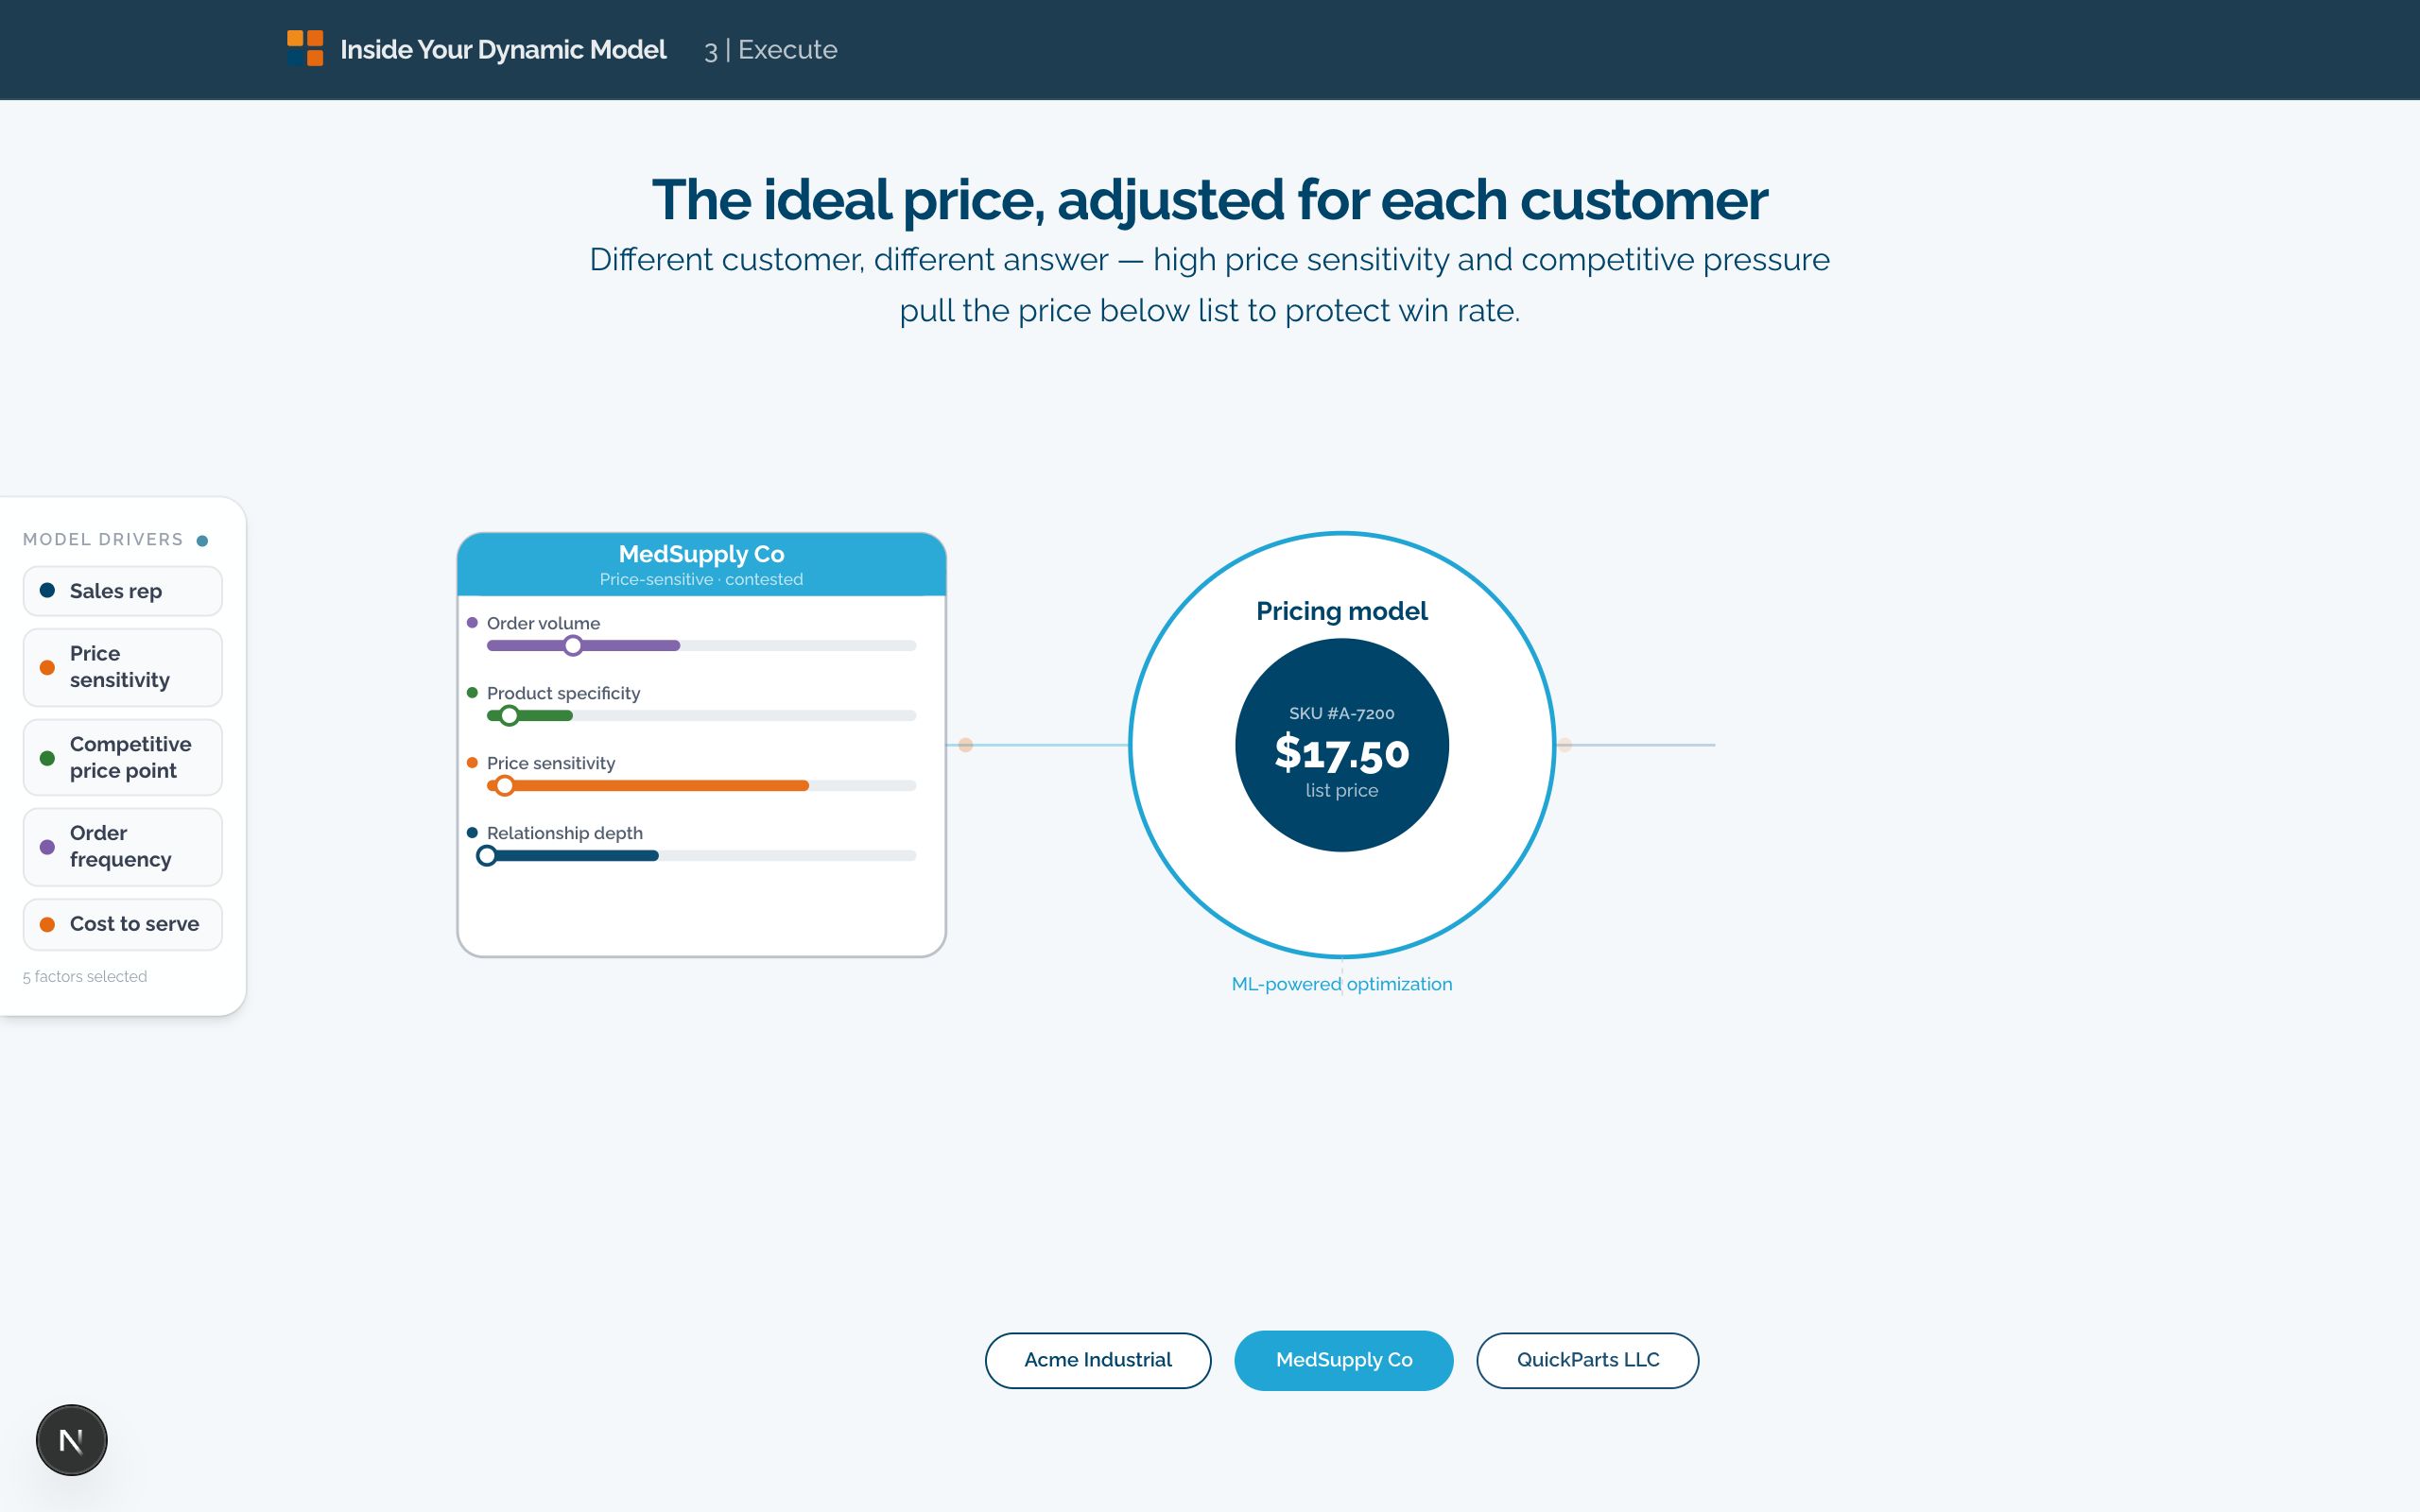 Inside Your Dynamic Model
3 | Execute
The ideal price, adjusted for each customer
Different customer, different answer — high price sensitivity and competitive pressure
pull the price below list to protect win rate.
MODEL DRIVERS
Sales rep
Price
sensitivity
Competitive
price point
Order
frequency
Cost to serve
5 factors selected
MedSupply Co
Price-sensitive · contested
Order volume
Product specificity
Price sensitivity
Relationship depth
Pricing model
SKU #A-7200
$17.50
list price
ML-powered optimization
Acme Industrial
MedSupply Co
QuickParts LLC
N